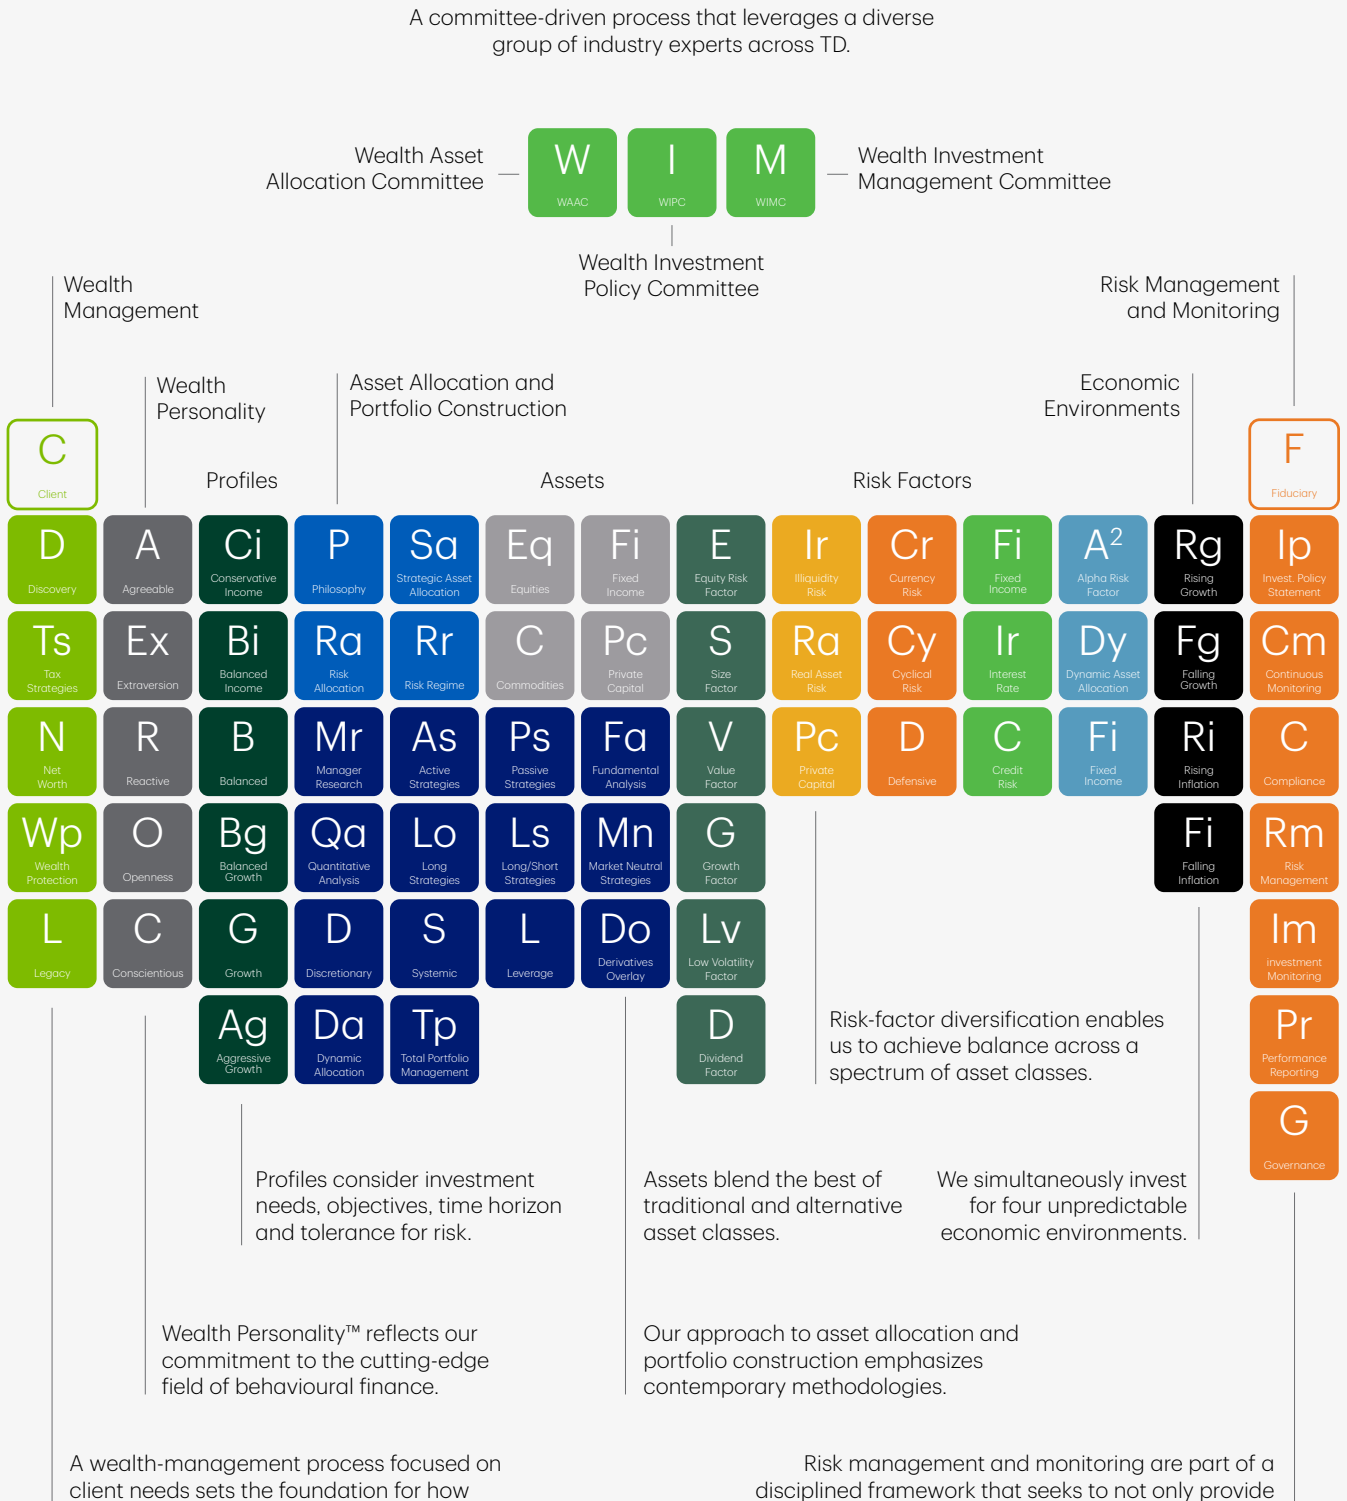 A committee-driven process that leverages a diverse
group of industry experts across TD.
Wealth Asset
Allocation Committee
W
WAAC
I
WIPC
M
WIMC
Wealth Investment
Management Committee
Wealth Investment
Policy Committee
Wealth
Management
Risk Management
and Monitoring
Wealth
Personality
Asset Allocation and
Portfolio Construction
Economic
Environments
C
Client
Profiles
Assets
Risk Factors
F
Fiduciary
D
Discovery
A
Agreeable
Ci
Conservative
Income
P
Philosophy
Sa
Strategic Asset
Allocation
Eq
Equities
Fi
Fixed
Income
E
Equity Risk
Factor
Ir
Illiquidity
Risk
Cr
Currency
Risk
Fi
Fixed
Income
A²
Alpha Risk
Factor
Rg
Rising
Growth
Ip
Invest. Policy
Statement
Ts
Tax
Strategies
Ex
Extraversion
Bi
Balanced
Income
Ra
Risk
Allocation
Rr
Risk Regime
C
Commodities
Pc
Private
Capital
S
Size
Factor
Ra
Real Asset
Risk
Cy
Cyclical
Risk
Ir
Interest
Rate
Dy
Dynamic Asset
Allocation
Fg
Falling
Growth
Cm
Continuous
Monitoring
N
Net
Worth
R
Reactive
B
Balanced
Mr
Manager
Research
As
Active
Strategies
Ps
Passive
Strategies
Fa
Fundamental
Analysis
V
Value
Factor
Pc
Private
Capital
D
Defensive
C
Credit
Risk
Fi
Fixed
Income
Ri
Rising
Inflation
C
Compliance
Wp
Wealth
Protection
O
Openness
Bg
Balanced
Growth
Qa
Quantitative
Analysis
Lo
Long
Strategies
Ls
Long/Short
Strategies
Mn
Market Neutral
Strategies
G
Growth
Factor
Fi
Falling
Inflation
Rm
Risk
Management
L
Legacy
C
Conscientious
G
Growth
D
Discretionary
S
Systemic
L
Leverage
Do
Derivatives
Overlay
Lv
Low Volatility
Factor
Im
investment
Monitoring
Ag
Aggressive
Growth
Da
Dynamic
Allocation
Tp
Total Portfolio
Management
D
Dividend
Factor
Pr
Performance
Reporting
Risk-factor diversification enables
us to achieve balance across a
spectrum of asset classes.
G
Governance
Profiles consider investment
needs, objectives, time horizon
and tolerance for risk.
Assets blend the best of
traditional and alternative
asset classes.
We simultaneously invest
for four unpredictable
economic environments.
Wealth Personality™ reflects our
commitment to the cutting-edge
field of behavioural finance.
Our approach to asset allocation and
portfolio construction emphasizes
contemporary methodologies.
A wealth-management process focused on
client needs sets the foundation for how
Risk management and monitoring are part of a
disciplined framework that seeks to not only provide